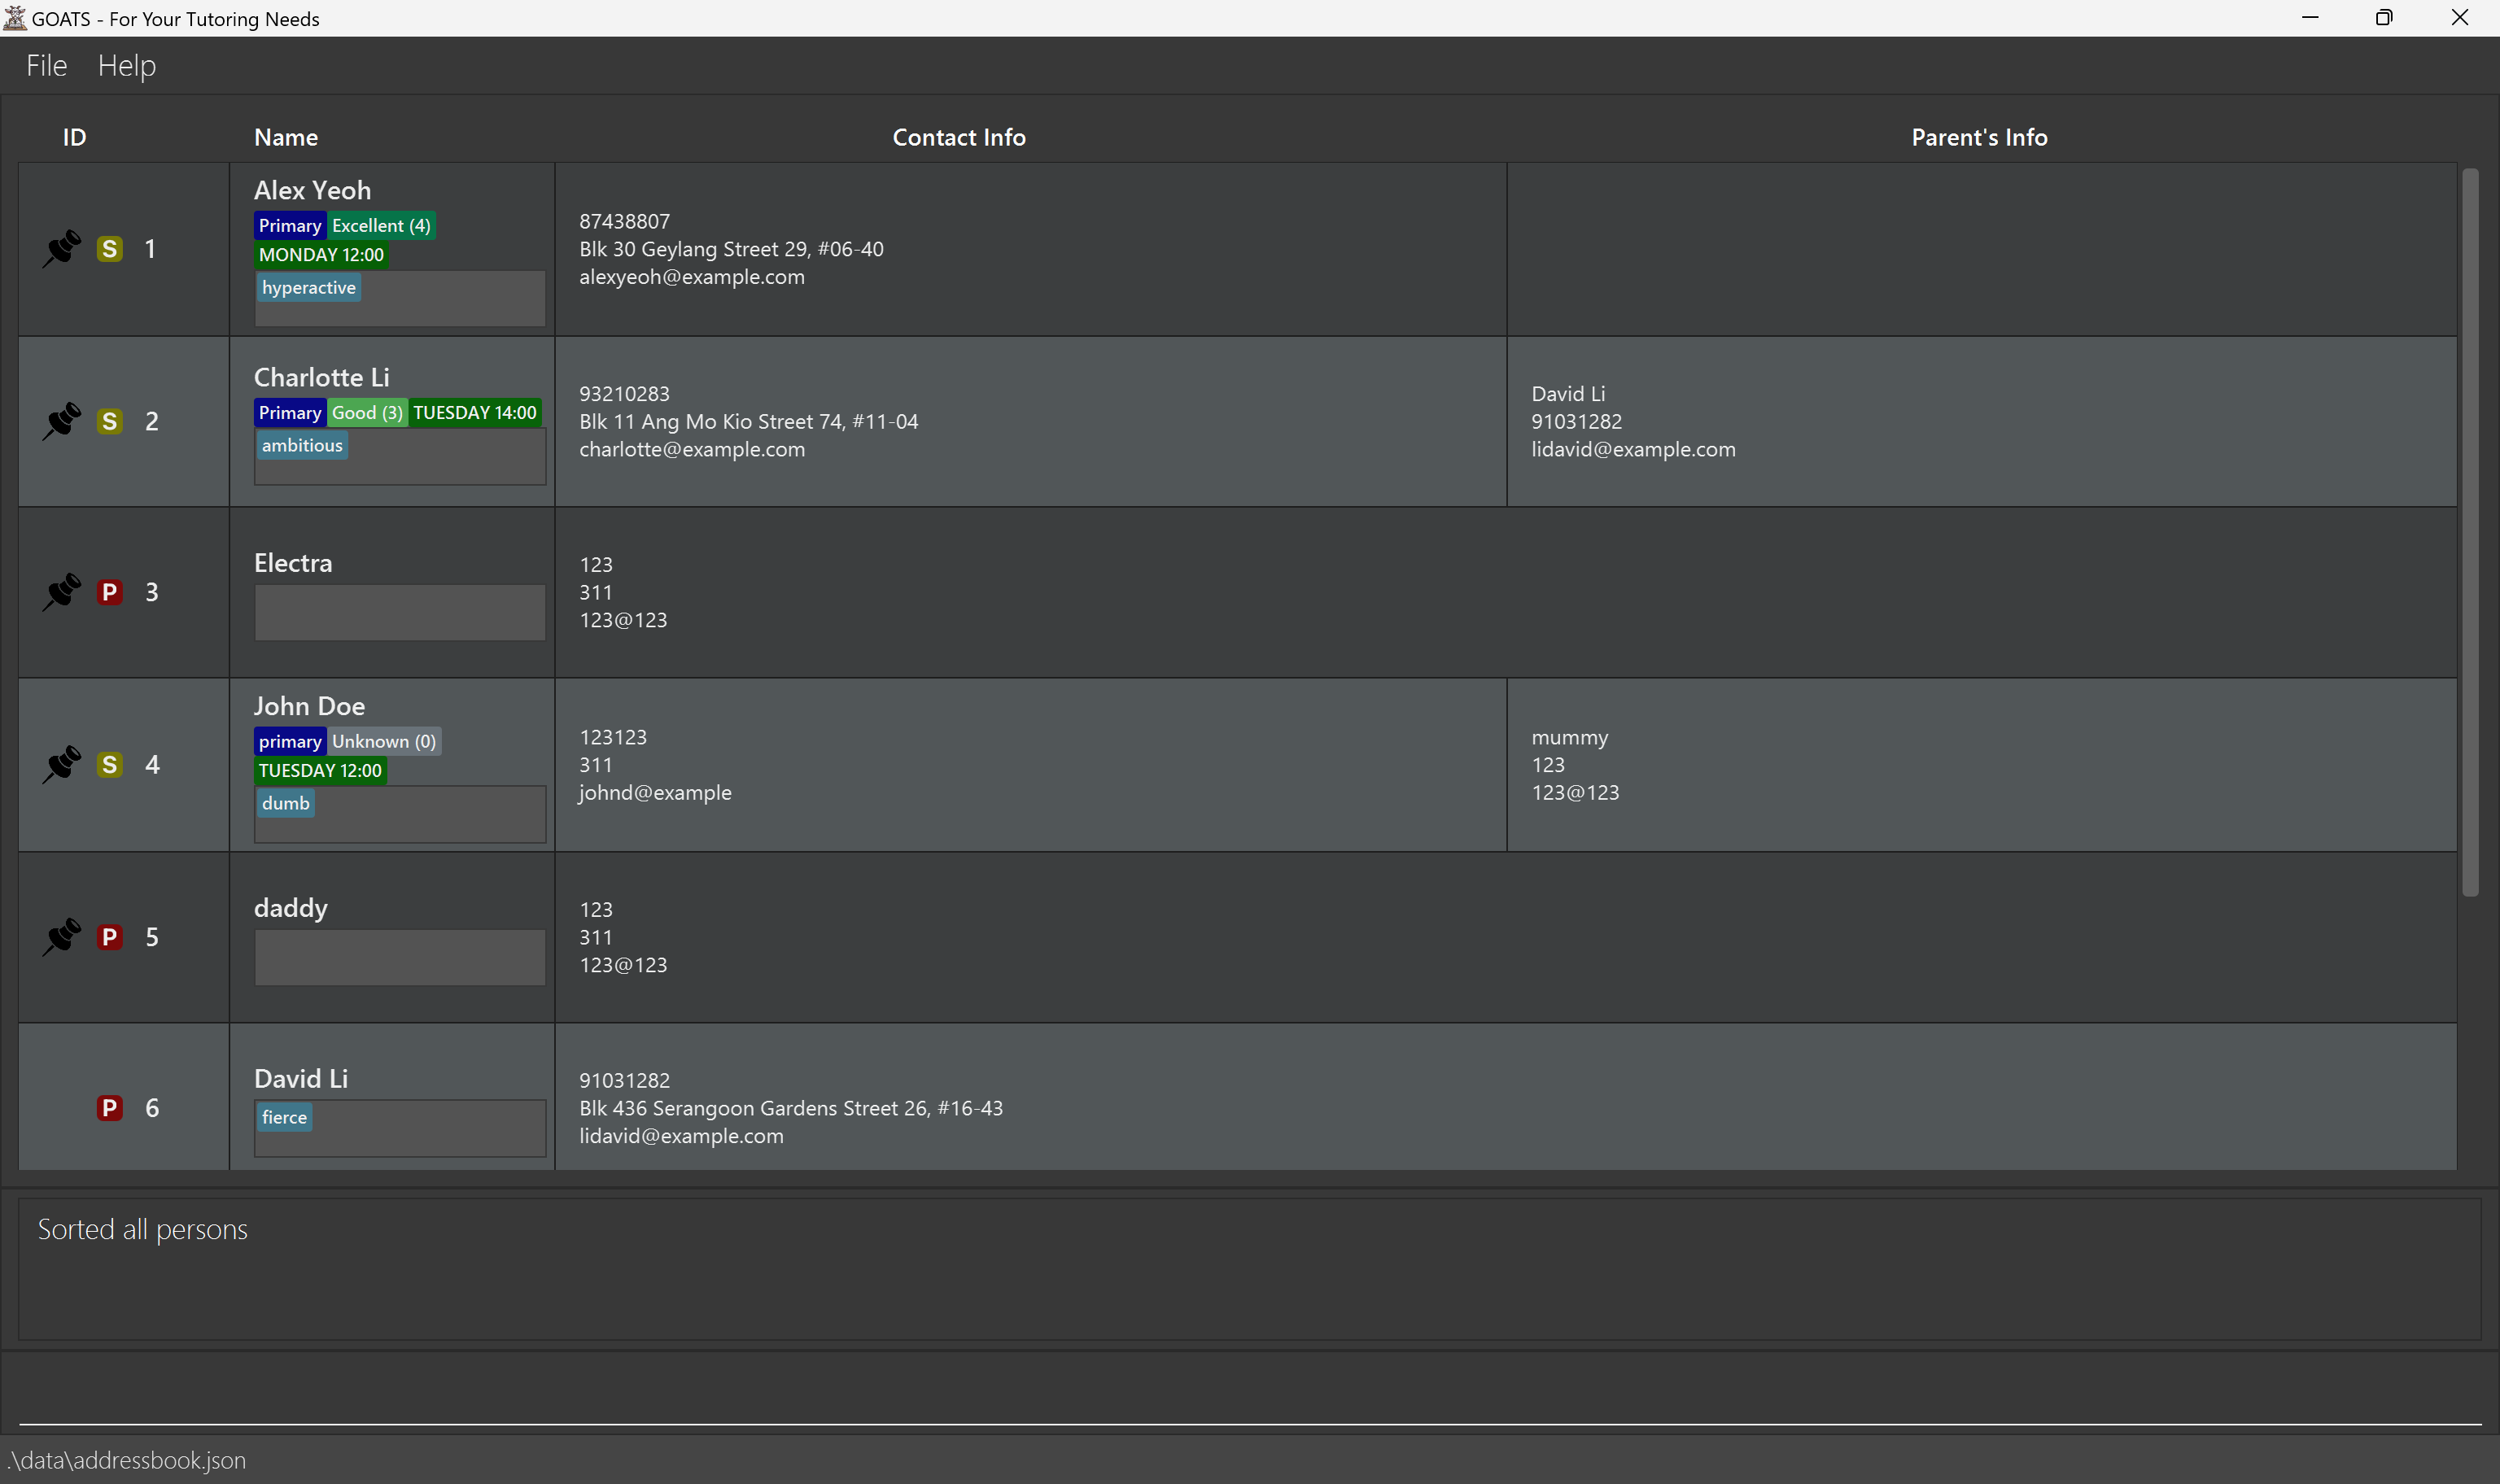 GOATS - For Your Tutoring Needs
File Help
ID Name Contact Info Parent's Info
S 1
Alex Yeoh
Primary Excellent (4)
MONDAY 12:00
hyperactive
87438807
Blk 30 Geylang Street 29, #06-40
alexyeoh@example.com
S 2
Charlotte Li
Primary Good (3) TUESDAY 14:00
ambitious
93210283
Blk 11 Ang Mo Kio Street 74, #11-04
charlotte@example.com
David Li
91031282
lidavid@example.com
P 3
Electra
123
311
123@123
S 4
John Doe
primary Unknown (0)
TUESDAY 12:00
dumb
123123
311
johnd@example
mummy
123
123@123
P 5
daddy
123
311
123@123
P 6
David Li
fierce
91031282
Blk 436 Serangoon Gardens Street 26, #16-43
lidavid@example.com
Sorted all persons
.\data\addressbook.json